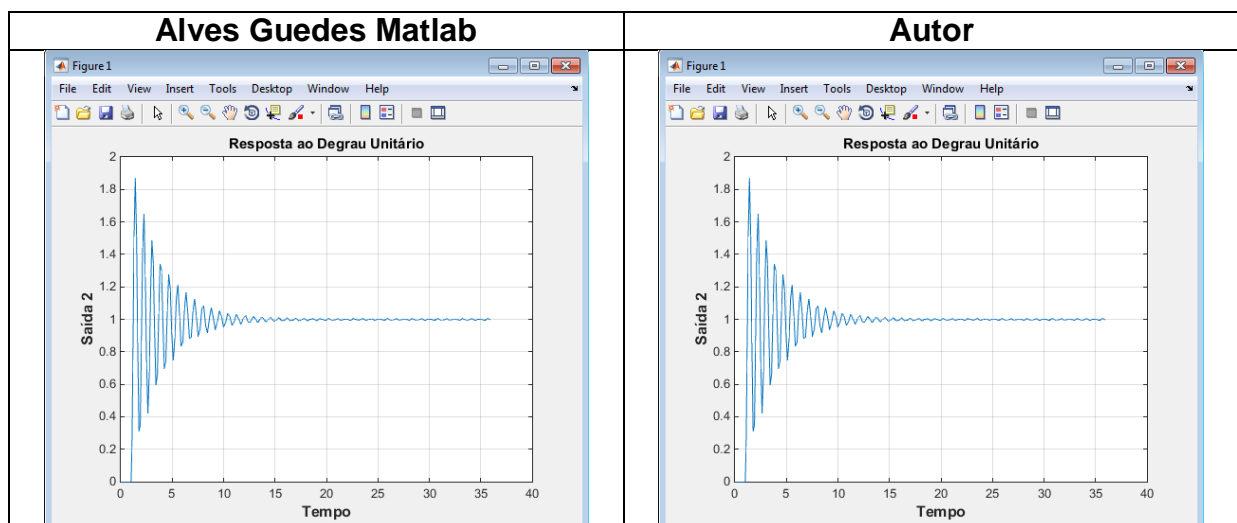 Alves Guedes Matlab
Autor
Figure 1
File Edit View Insert Tools Desktop Window Help
Resposta ao Degrau Unitário
Saída 2
2
1.8
1.6
1.4
1.2
1
0.8
0.6
0.4
0.2
0
0 5 10 15 20 25 30 35 40
Tempo
Figure 1
File Edit View Insert Tools Desktop Window Help
Resposta ao Degrau Unitário
Saída 2
2
1.8
1.6
1.4
1.2
1
0.8
0.6
0.4
0.2
0
0 5 10 15 20 25 30 35 40
Tempo